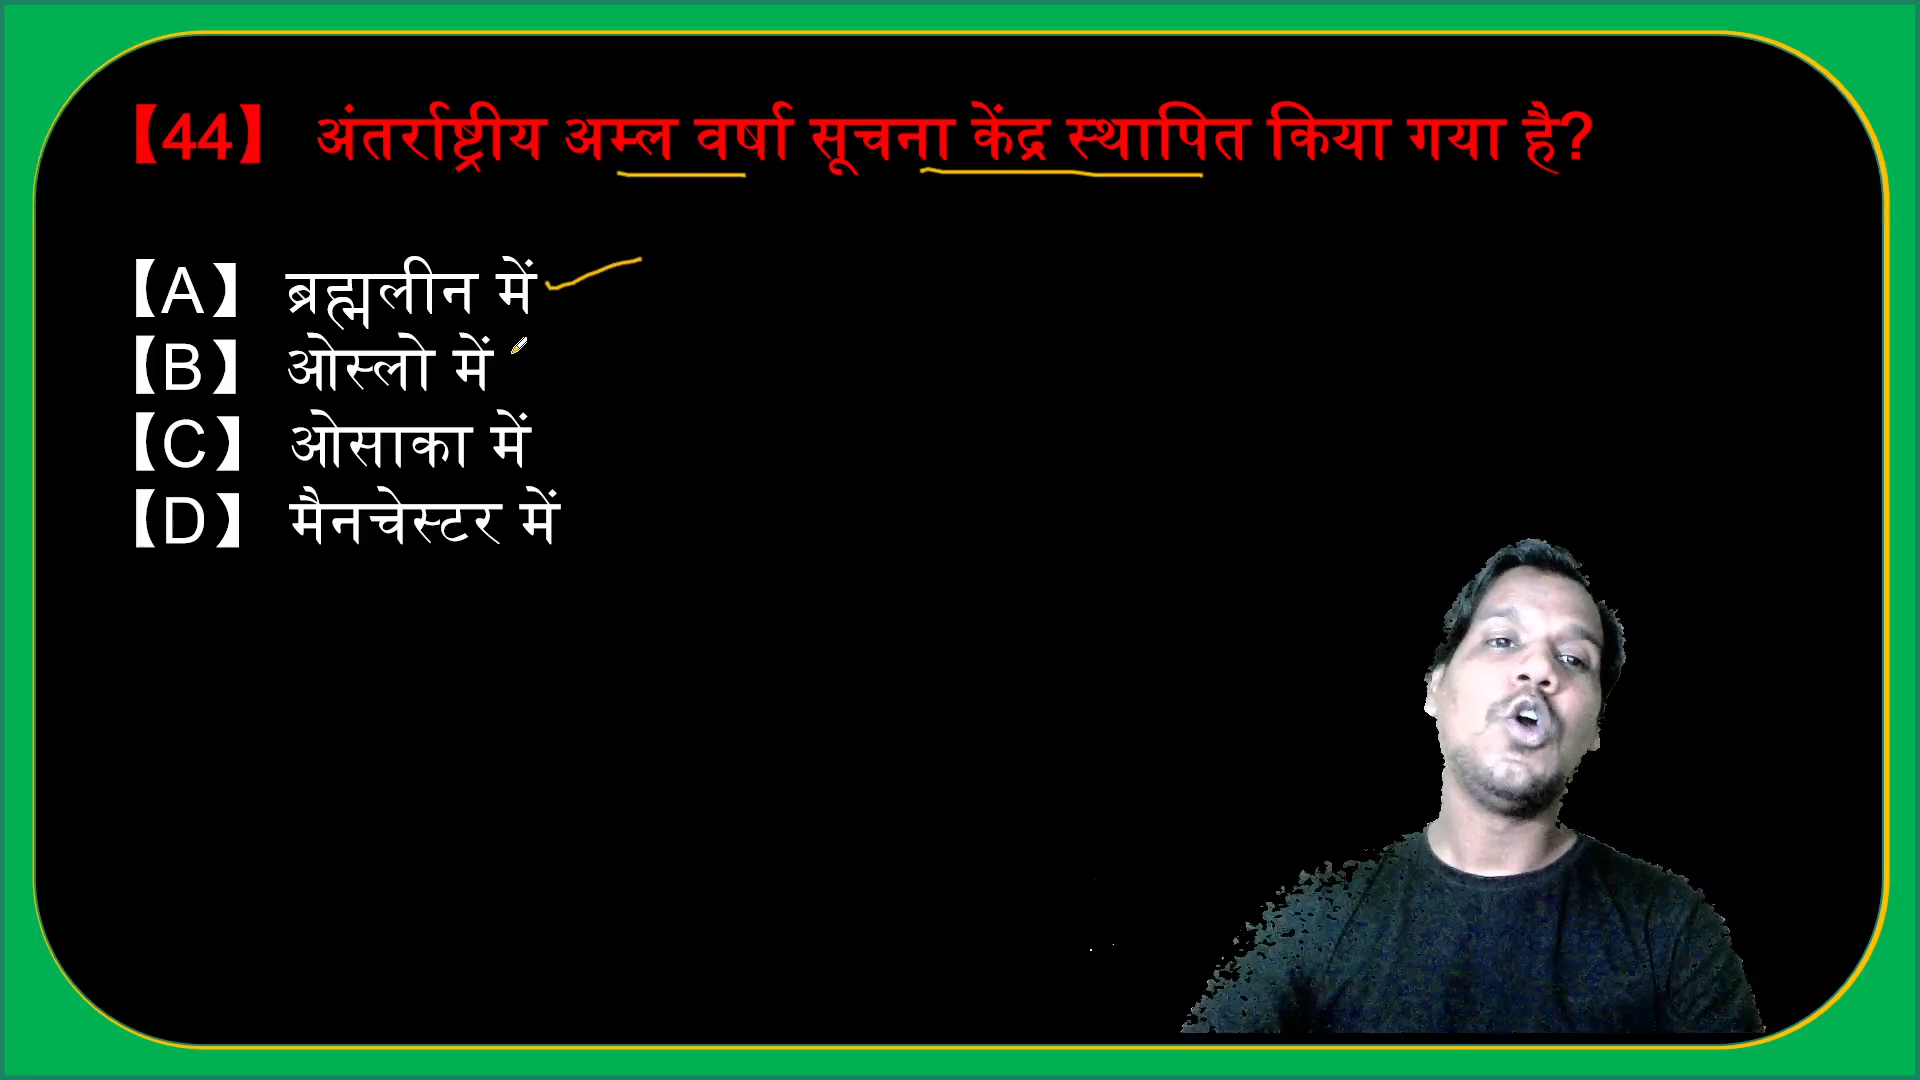 【44】 अंतर्राष्ट्रीय अम्ल वर्षा सूचना केंद्र स्थापित किया गया है?
【A】 ब्रह्मलीन में
【B】 ओस्लो में
【C】 ओसाका में
【D】 मैनचेस्टर में